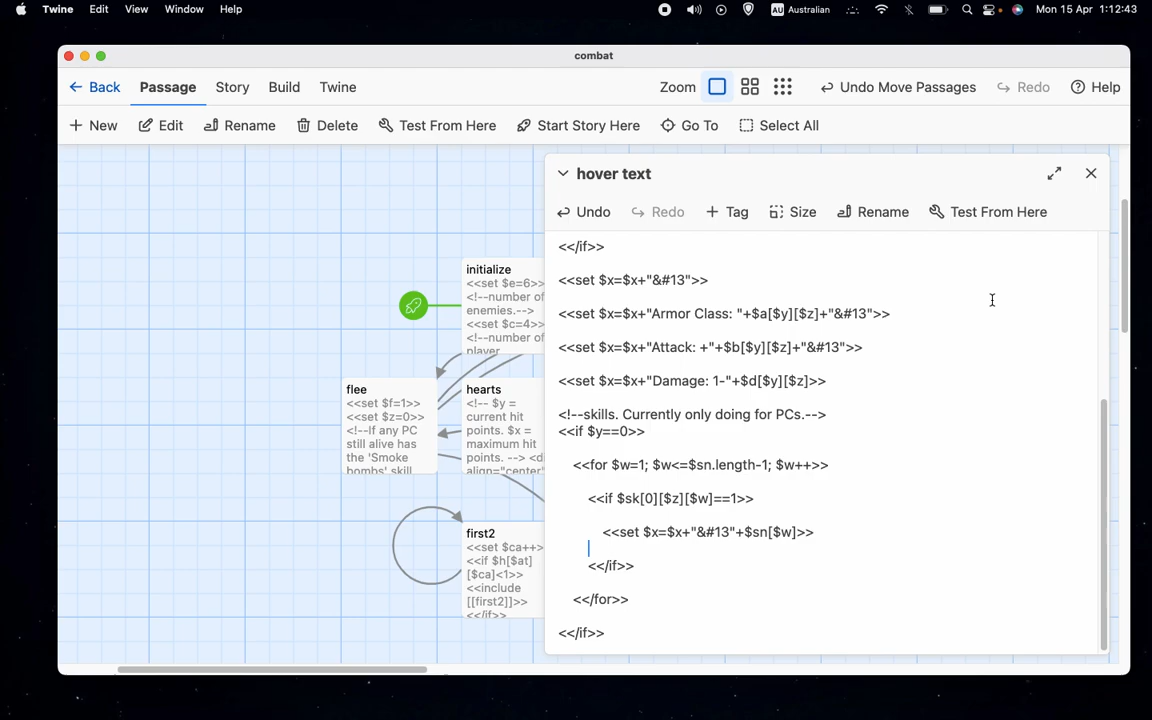 Twine Edit View Window Help AU Australian Mon 15 Apr 1:12:43
combat
Back Passage Story Build Twine Zoom Undo Move Passages Redo Help
New Edit Rename Delete Test From Here Start Story Here Go To Select All
hover text
Undo Redo Tag Size Rename Test From Here
<</if>>
<<set $x=$x+"&#13">>
<<set $x=$x+"Armor Class: "+$a[$y][$z]+"&#13">>
<<set $x=$x+"Attack: +"+$b[$y][$z]+"&#13">>
<<set $x=$x+"Damage: 1-"+$d[$y][$z]>>
<!--skills. Currently only doing for PCs.-->
<<if $y==0>>
<<for $w=1; $w<=$sn.length-1; $w++>>
<<if $sk[0][$z][$w]==1>>
<<set $x=$x+"&#13"+$sn[$w]>>
<</if>>
<</for>>
<</if>>
initialize
<<set $e=6>>
<!--number of
enemies.-->
<<set $c=4>>
<!--number of
player
flee
<<set $f=1>>
<<set $z=0>>
<!--If any PC
still alive has
the 'Smoke
bombs' skill
hearts
<!-- $y =
current hit
points. $x =
maximum hit
points. --> <d
align="center"
first2
<<set $ca++>>
<<if $h[$at]
[$ca]<1>>
<<include
[[first2]]>>
<</if>>